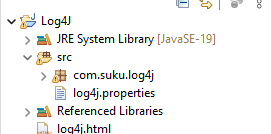 Log4J
JRE System Library [JavaSE-19]
src
com.suku.log4j
log4j.properties
Referenced Libraries
log4j.html